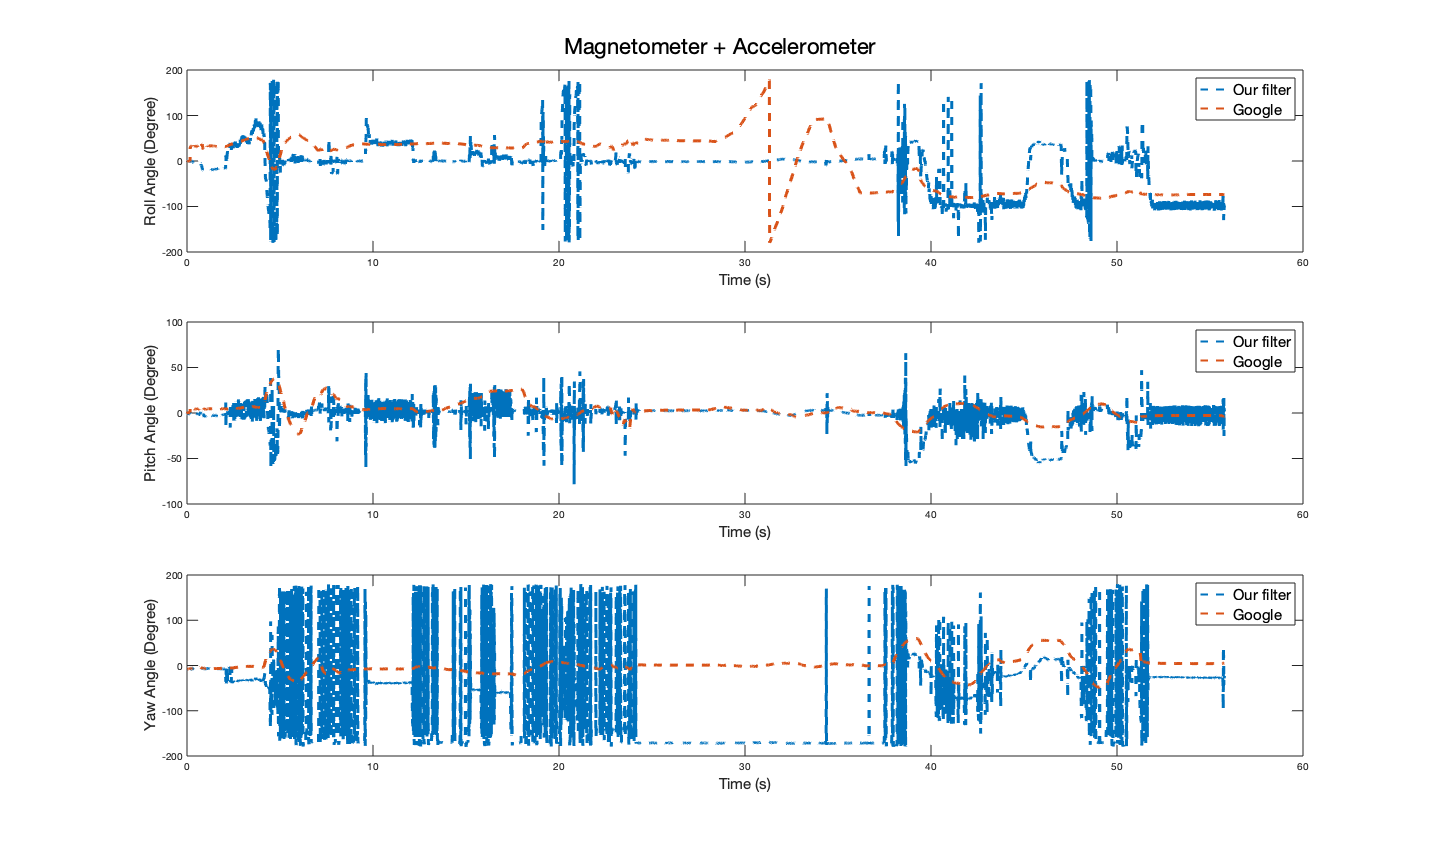 Magnetometer + Accelerometer
Roll Angle (Degree)
200
100
0
-100
-200
0 10 20 30 40 50 60
Time (s)
Our filter
Google
Pitch Angle (Degree)
100
50
0
-50
-100
0 10 20 30 40 50 60
Time (s)
Our filter
Google
Yaw Angle (Degree)
200
100
0
-100
-200
0 10 20 30 40 50 60
Time (s)
Our filter
Google